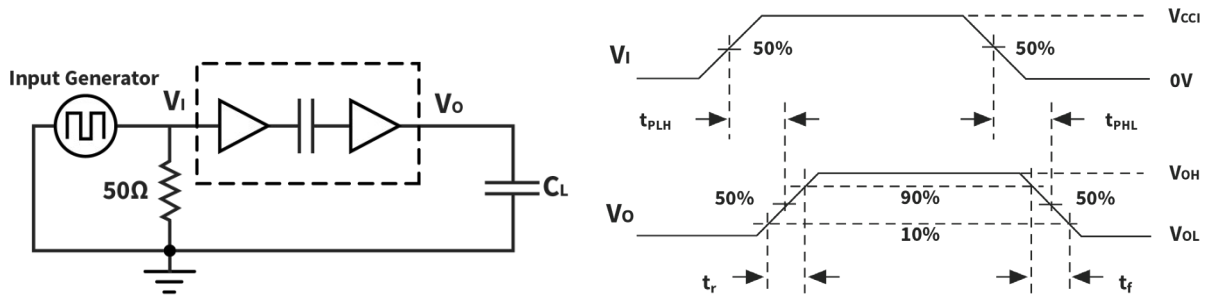 Input Generator
VI
VO
50Ω
CL
VI
50%
50%
VCCI
0V
tPLH
tPHL
VO
50%
90%
50%
VOH
10%
VOL
tr
tf